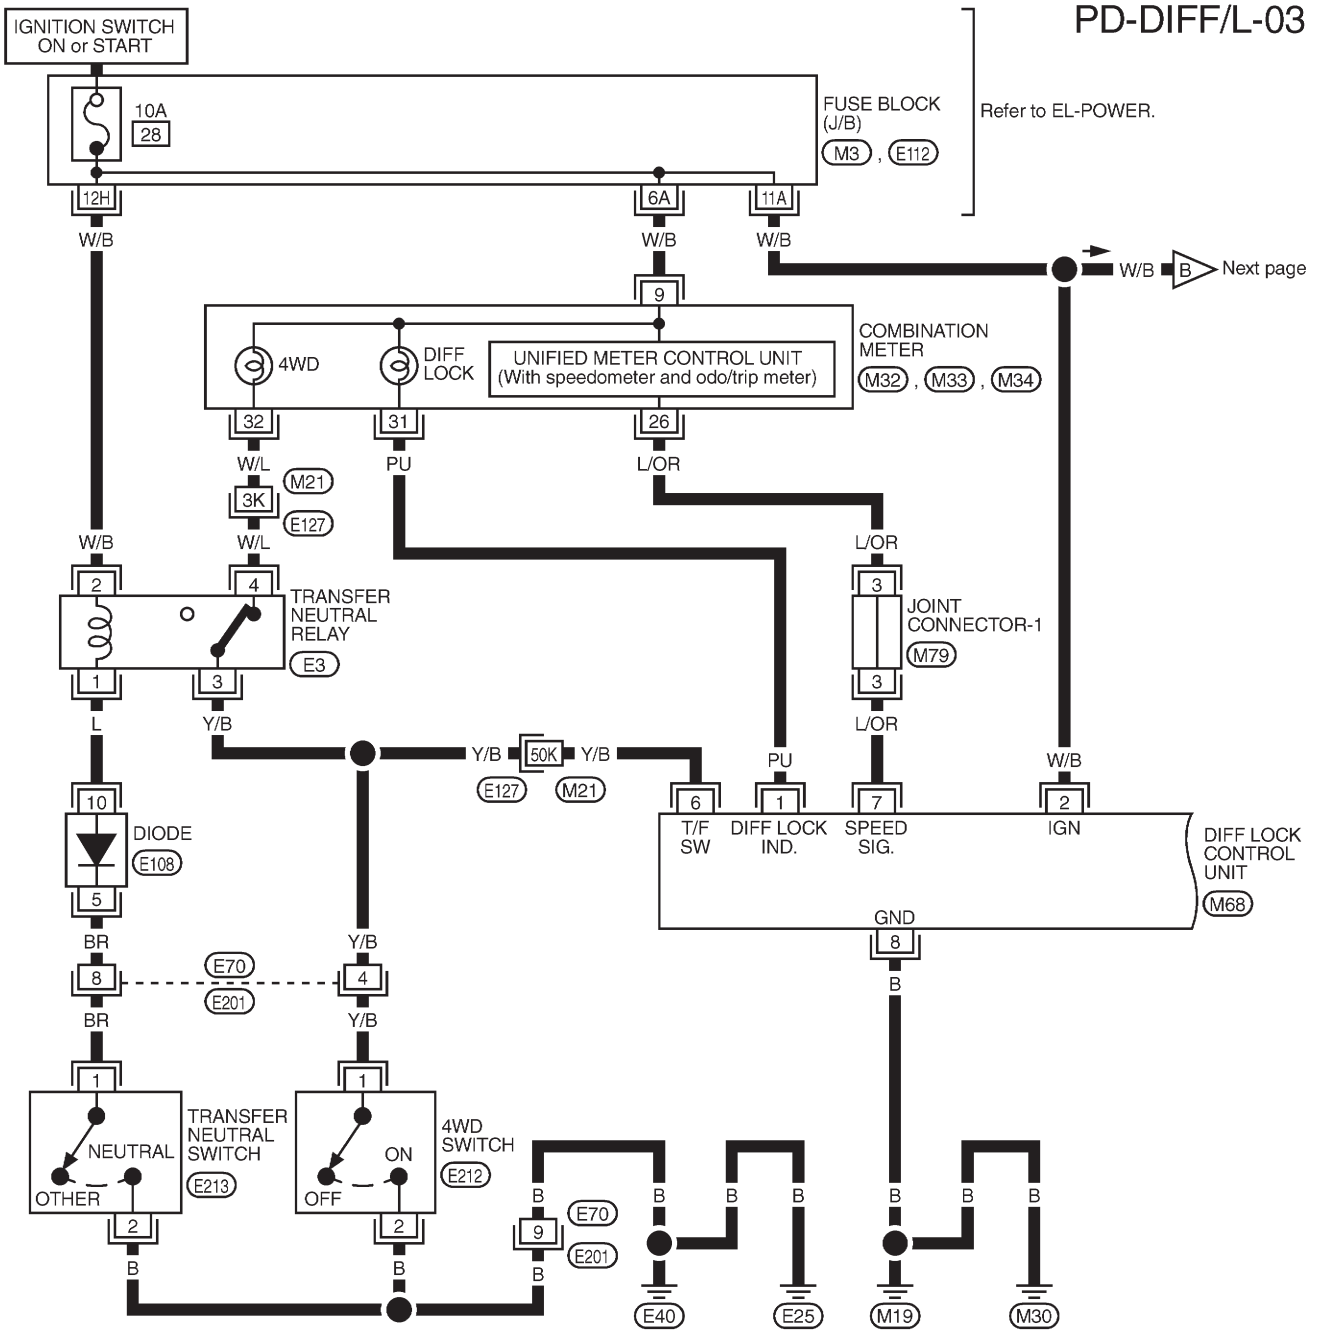 PD-DIFF/L-03
IGNITION SWITCH
ON or START
10A
28
FUSE BLOCK
(J/B)
M3 , E112
Refer to EL-POWER.
12H
6A
11A
W/B
W/B
W/B
W/B
B
Next page
9
4WD
DIFF
LOCK
UNIFIED METER CONTROL UNIT
(With speedometer and odo/trip meter)
COMBINATION
METER
M32 , M33 , M34
32
31
26
W/L
PU
L/OR
3K
M21
E127
W/B
W/L
L/OR
2
4
3
TRANSFER
NEUTRAL
RELAY
E3
JOINT
CONNECTOR-1
M79
1
3
3
L
Y/B
L/OR
Y/B
50K
Y/B
E127
M21
PU
W/B
10
6
1
7
2
DIODE
E108
T/F
SW
DIFF LOCK
IND.
SPEED
SIG.
IGN
DIFF LOCK
CONTROL
UNIT
M68
5
GND
8
BR
Y/B
B
8
E70
E201
4
BR
Y/B
1
1
TRANSFER
NEUTRAL
SWITCH
E213
NEUTRAL
OTHER
4WD
SWITCH
E212
ON
OFF
B
B
B
B
B
B
B
2
2
9
E70
E201
B
B
B
E40
E25
M19
M30